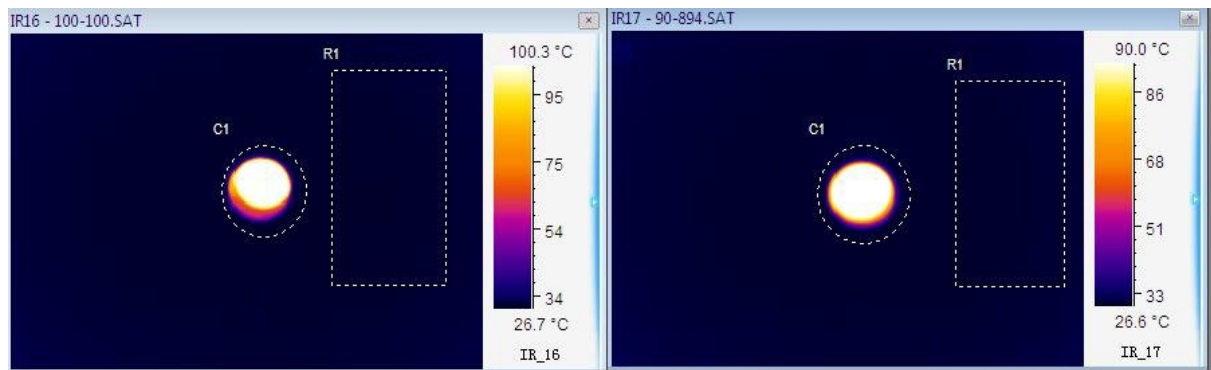 IR16 - 100-100.SAT
R1
C1
100.3 °C
95
75
54
34
26.7 °C
IR_16
IR17 - 90-894.SAT
R1
C1
90.0 °C
86
68
51
33
26.6 °C
IR_17